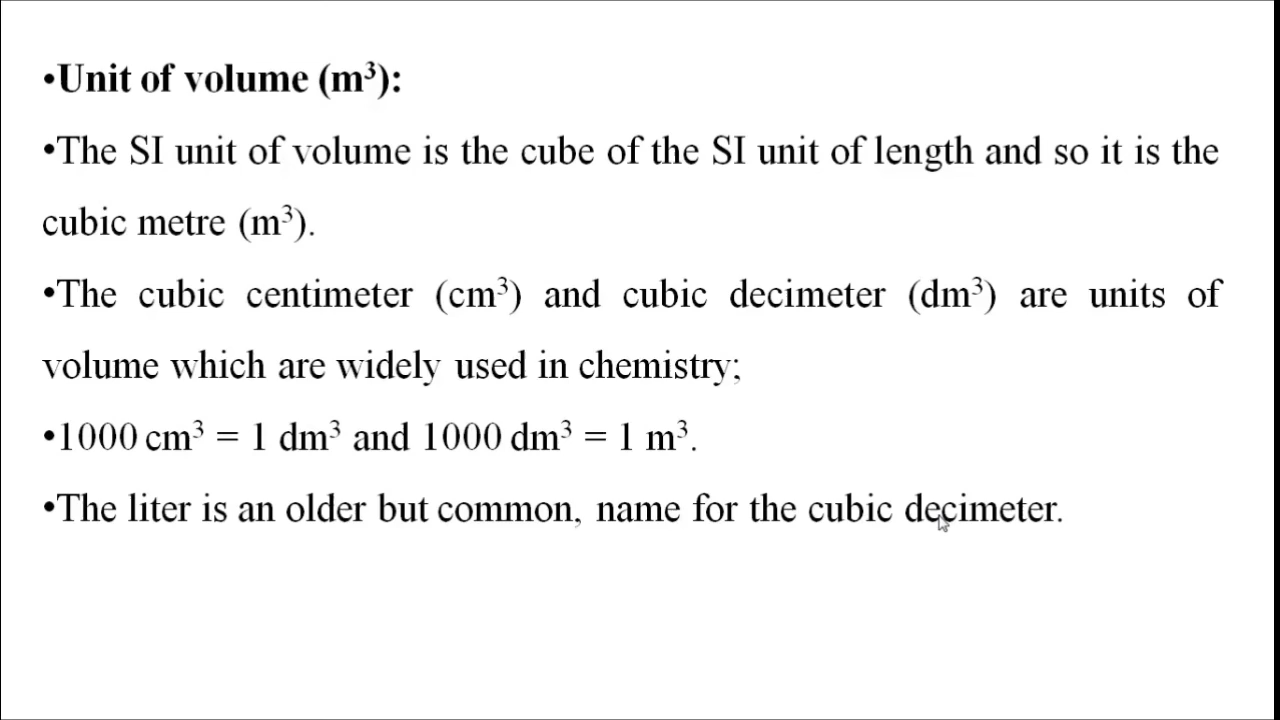 •Unit of volume (m³):
•The SI unit of volume is the cube of the SI unit of length and so it is the
cubic metre (m³).
•The cubic centimeter (cm³) and cubic decimeter (dm³) are units of
volume which are widely used in chemistry;
•1000 cm³ = 1 dm³ and 1000 dm³ = 1 m³.
•The liter is an older but common, name for the cubic decimeter.